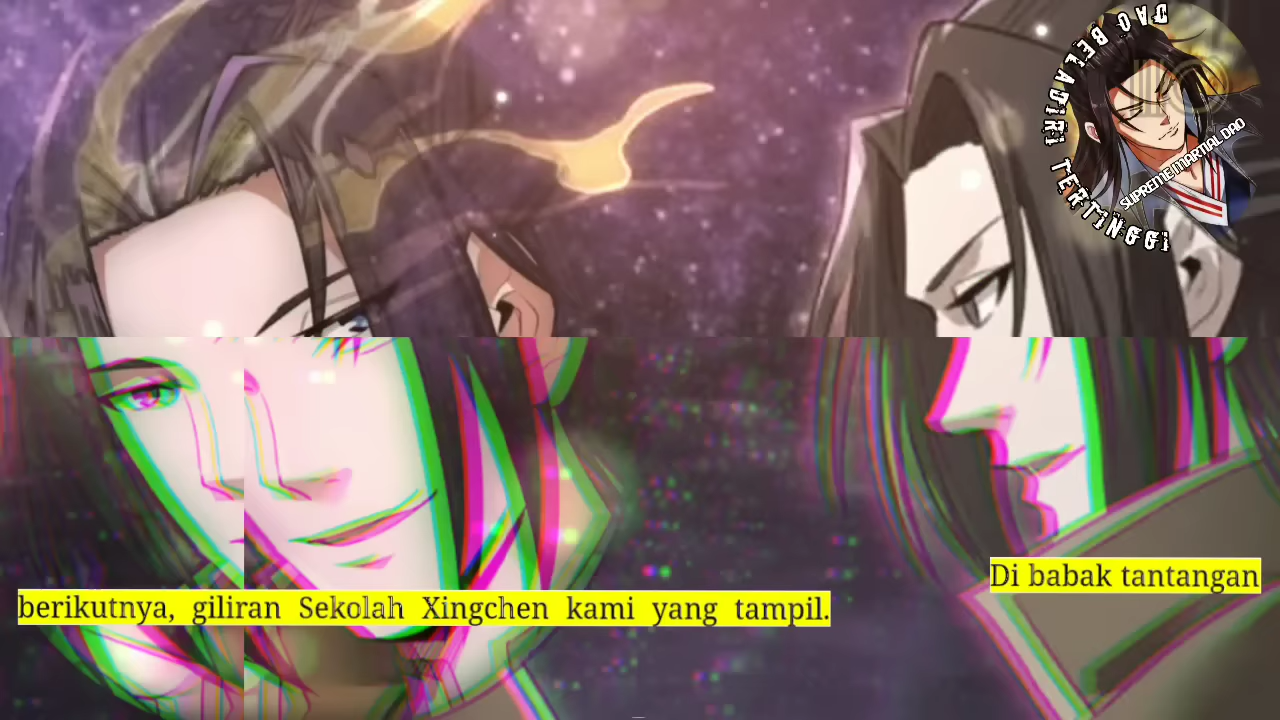 DAO BELADIRI TERTINGGI
SUPREME MARTIAL DAO
Di babak tantangan
berikutnya, giliran Sekolah Xingchen kami yang tampil.